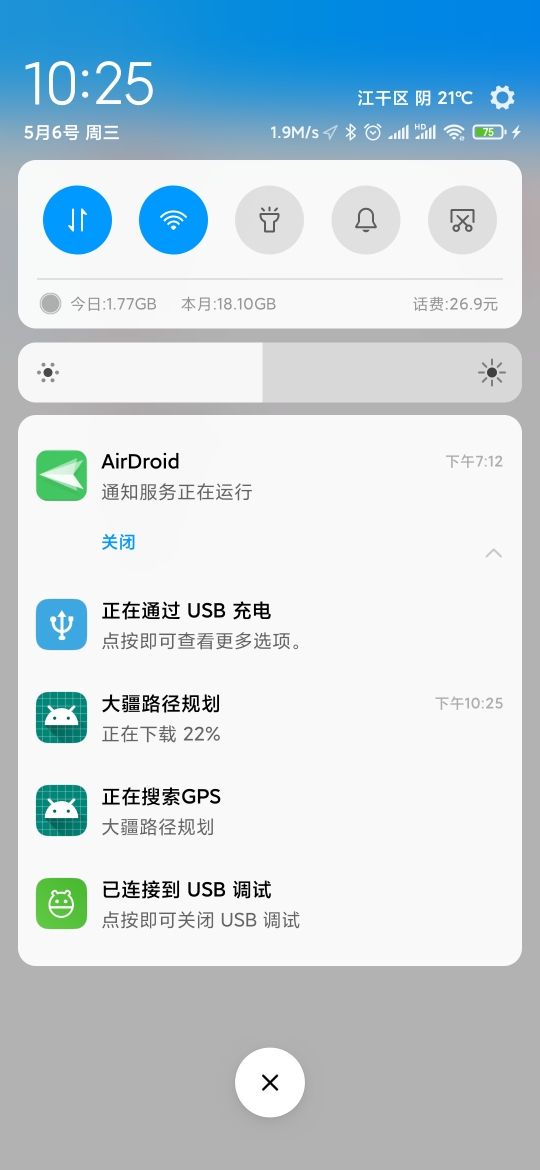 10:25
江干区 阴 21℃
5月6号 周三
1.9M/s
HD
75
今日:1.77GB 本月:18.10GB 话费:26.9元
AirDroid 下午7:12
通知服务正在运行
关闭
正在通过 USB 充电
点按即可查看更多选项。
大疆路径规划 下午10:25
正在下载 22%
正在搜索GPS
大疆路径规划
已连接到 USB 调试
点按即可关闭 USB 调试